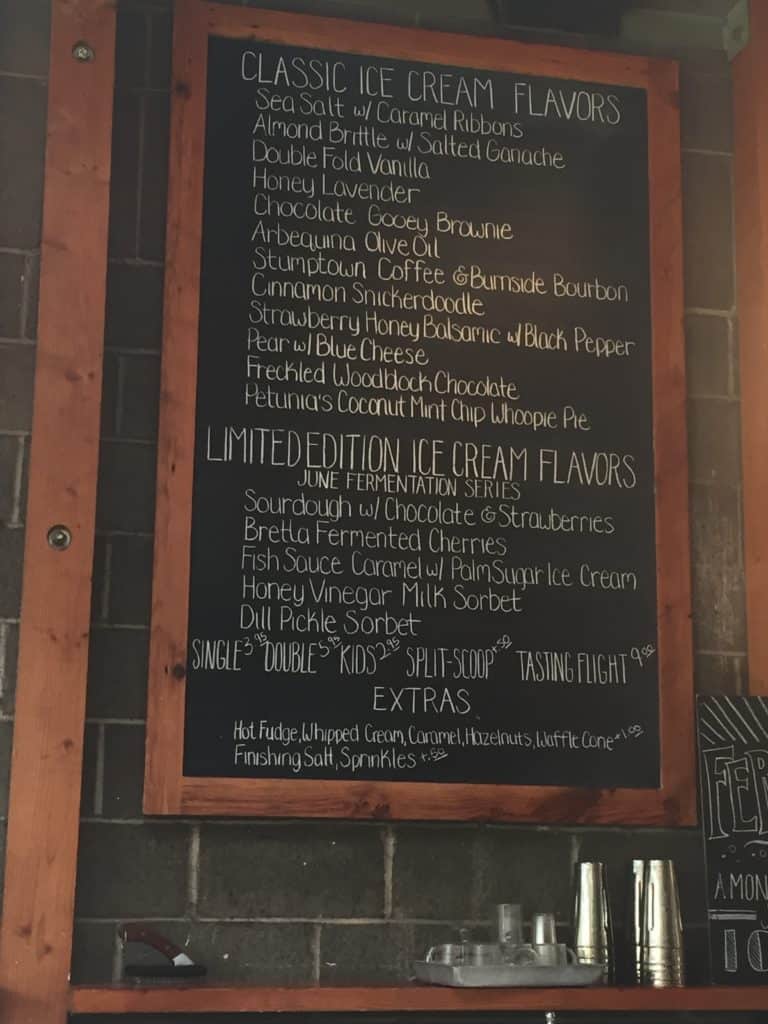 CLASSIC ICE CREAM FLAVORS
Sea Salt w/ Caramel Ribbons
Almond Brittle w/ Salted Ganache
Double Fold Vanilla
Honey Lavender
Chocolate Gooey Brownie
Arbequina Olive Oil
Stumptown Coffee & Burnside Bourbon
Cinnamon Snickerdoodle
Strawberry Honey Balsamic w/ Black Pepper
Pear w/ Blue Cheese
Freckled Woodblock Chocolate
Petunia's Coconut Mint Chip Whoopie Pie
LIMITED EDITION ICE CREAM FLAVORS
JUNE FERMENTATION SERIES
Sourdough w/ Chocolate & Strawberries
Bretta Fermented Cherries
Fish Sauce Caramel w/ Palm Sugar Ice Cream
Honey Vinegar Milk Sorbet
Dill Pickle Sorbet
SINGLE 3.95 DOUBLE 5.95 KIDS 2.95 SPLIT-SCOOP +.50 TASTING FLIGHT 9.00
EXTRAS
Hot Fudge, Whipped Cream, Caramel, Hazelnuts, Waffle Cone +1.00
Finishing Salt, Sprinkles +.50
FER
A MON